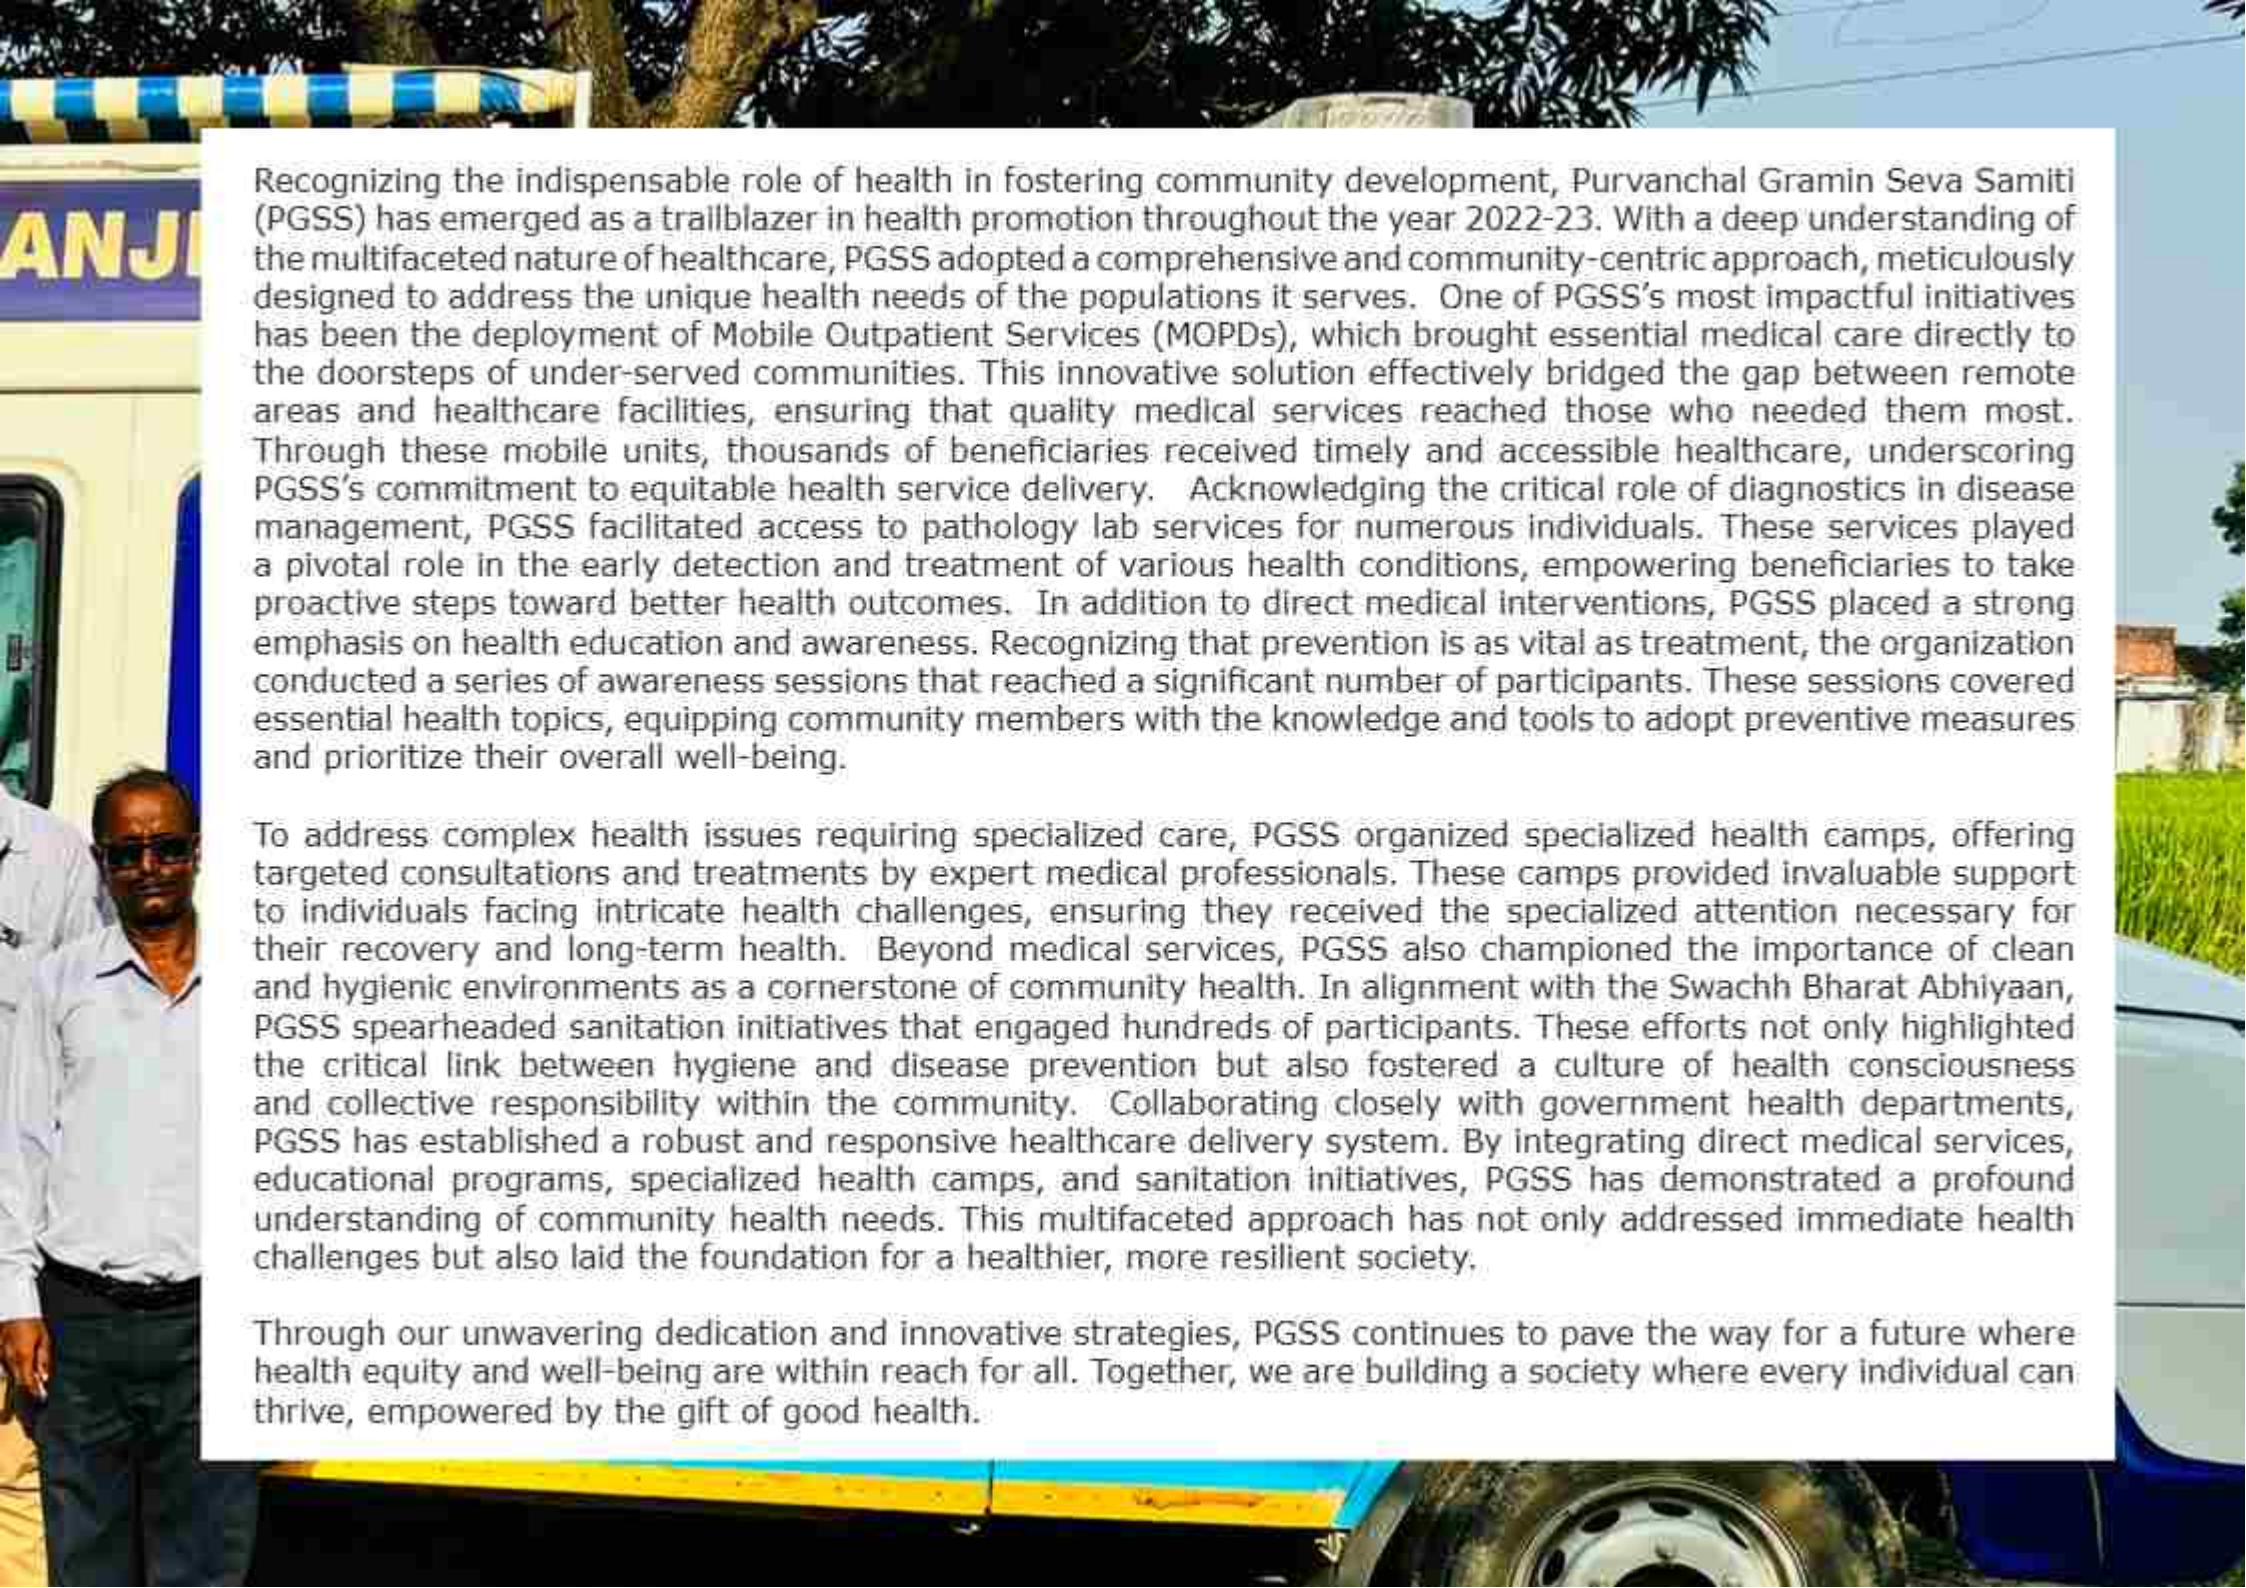 ANJI
Recognizing the indispensable role of health in fostering community development, Purvanchal Gramin Seva Samiti
(PGSS) has emerged as a trailblazer in health promotion throughout the year 2022-23. With a deep understanding of
the multifaceted nature of healthcare, PGSS adopted a comprehensive and community-centric approach, meticulously
designed to address the unique health needs of the populations it serves.  One of PGSS’s most impactful initiatives
has been the deployment of Mobile Outpatient Services (MOPDs), which brought essential medical care directly to
the doorsteps of under-served communities. This innovative solution effectively bridged the gap between remote
areas and healthcare facilities, ensuring that quality medical services reached those who needed them most.
Through these mobile units, thousands of beneficiaries received timely and accessible healthcare, underscoring
PGSS’s commitment to equitable health service delivery.  Acknowledging the critical role of diagnostics in disease
management, PGSS facilitated access to pathology lab services for numerous individuals. These services played
a pivotal role in the early detection and treatment of various health conditions, empowering beneficiaries to take
proactive steps toward better health outcomes.  In addition to direct medical interventions, PGSS placed a strong
emphasis on health education and awareness. Recognizing that prevention is as vital as treatment, the organization
conducted a series of awareness sessions that reached a significant number of participants. These sessions covered
essential health topics, equipping community members with the knowledge and tools to adopt preventive measures
and prioritize their overall well-being.
To address complex health issues requiring specialized care, PGSS organized specialized health camps, offering
targeted consultations and treatments by expert medical professionals. These camps provided invaluable support
to individuals facing intricate health challenges, ensuring they received the specialized attention necessary for
their recovery and long-term health.  Beyond medical services, PGSS also championed the importance of clean
and hygienic environments as a cornerstone of community health. In alignment with the Swachh Bharat Abhiyaan,
PGSS spearheaded sanitation initiatives that engaged hundreds of participants. These efforts not only highlighted
the critical link between hygiene and disease prevention but also fostered a culture of health consciousness
and collective responsibility within the community.  Collaborating closely with government health departments,
PGSS has established a robust and responsive healthcare delivery system. By integrating direct medical services,
educational programs, specialized health camps, and sanitation initiatives, PGSS has demonstrated a profound
understanding of community health needs. This multifaceted approach has not only addressed immediate health
challenges but also laid the foundation for a healthier, more resilient society.
Through our unwavering dedication and innovative strategies, PGSS continues to pave the way for a future where
health equity and well-being are within reach for all. Together, we are building a society where every individual can
thrive, empowered by the gift of good health.